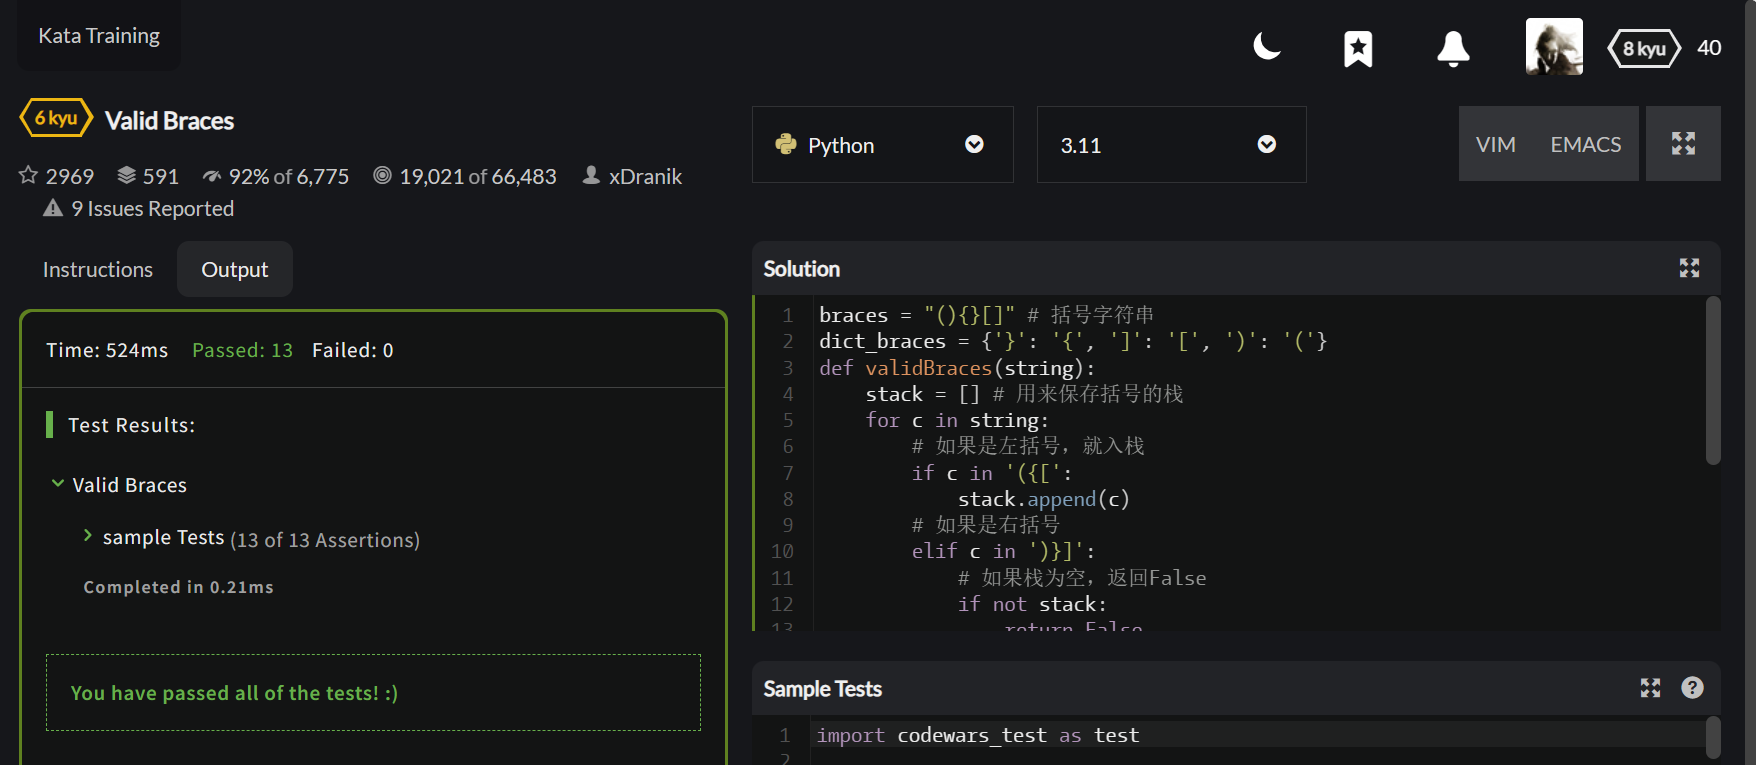 Kata Training
8 kyu 40
6 kyu Valid Braces
2969 591 92% of 6,775 19,021 of 66,483 xDranik
9 Issues Reported
Python 3.11 VIM EMACS
Instructions Output
Time: 524ms Passed: 13 Failed: 0
Test Results:
Valid Braces
sample Tests (13 of 13 Assertions)
Completed in 0.21ms
You have passed all of the tests! :)
Solution
1 braces = "(){}[]" # 括号字符串
2 dict_braces = {'}': '{', ']': '[', ')': '('}
3 def validBraces(string):
4 stack = [] # 用来保存括号的栈
5 for c in string:
6 # 如果是左括号，就入栈
7 if c in '({[':
8 stack.append(c)
9 # 如果是右括号
10 elif c in ')}]':
11 # 如果栈为空，返回False
12 if not stack:
13 return False
Sample Tests ?
1 import codewars_test as test
2